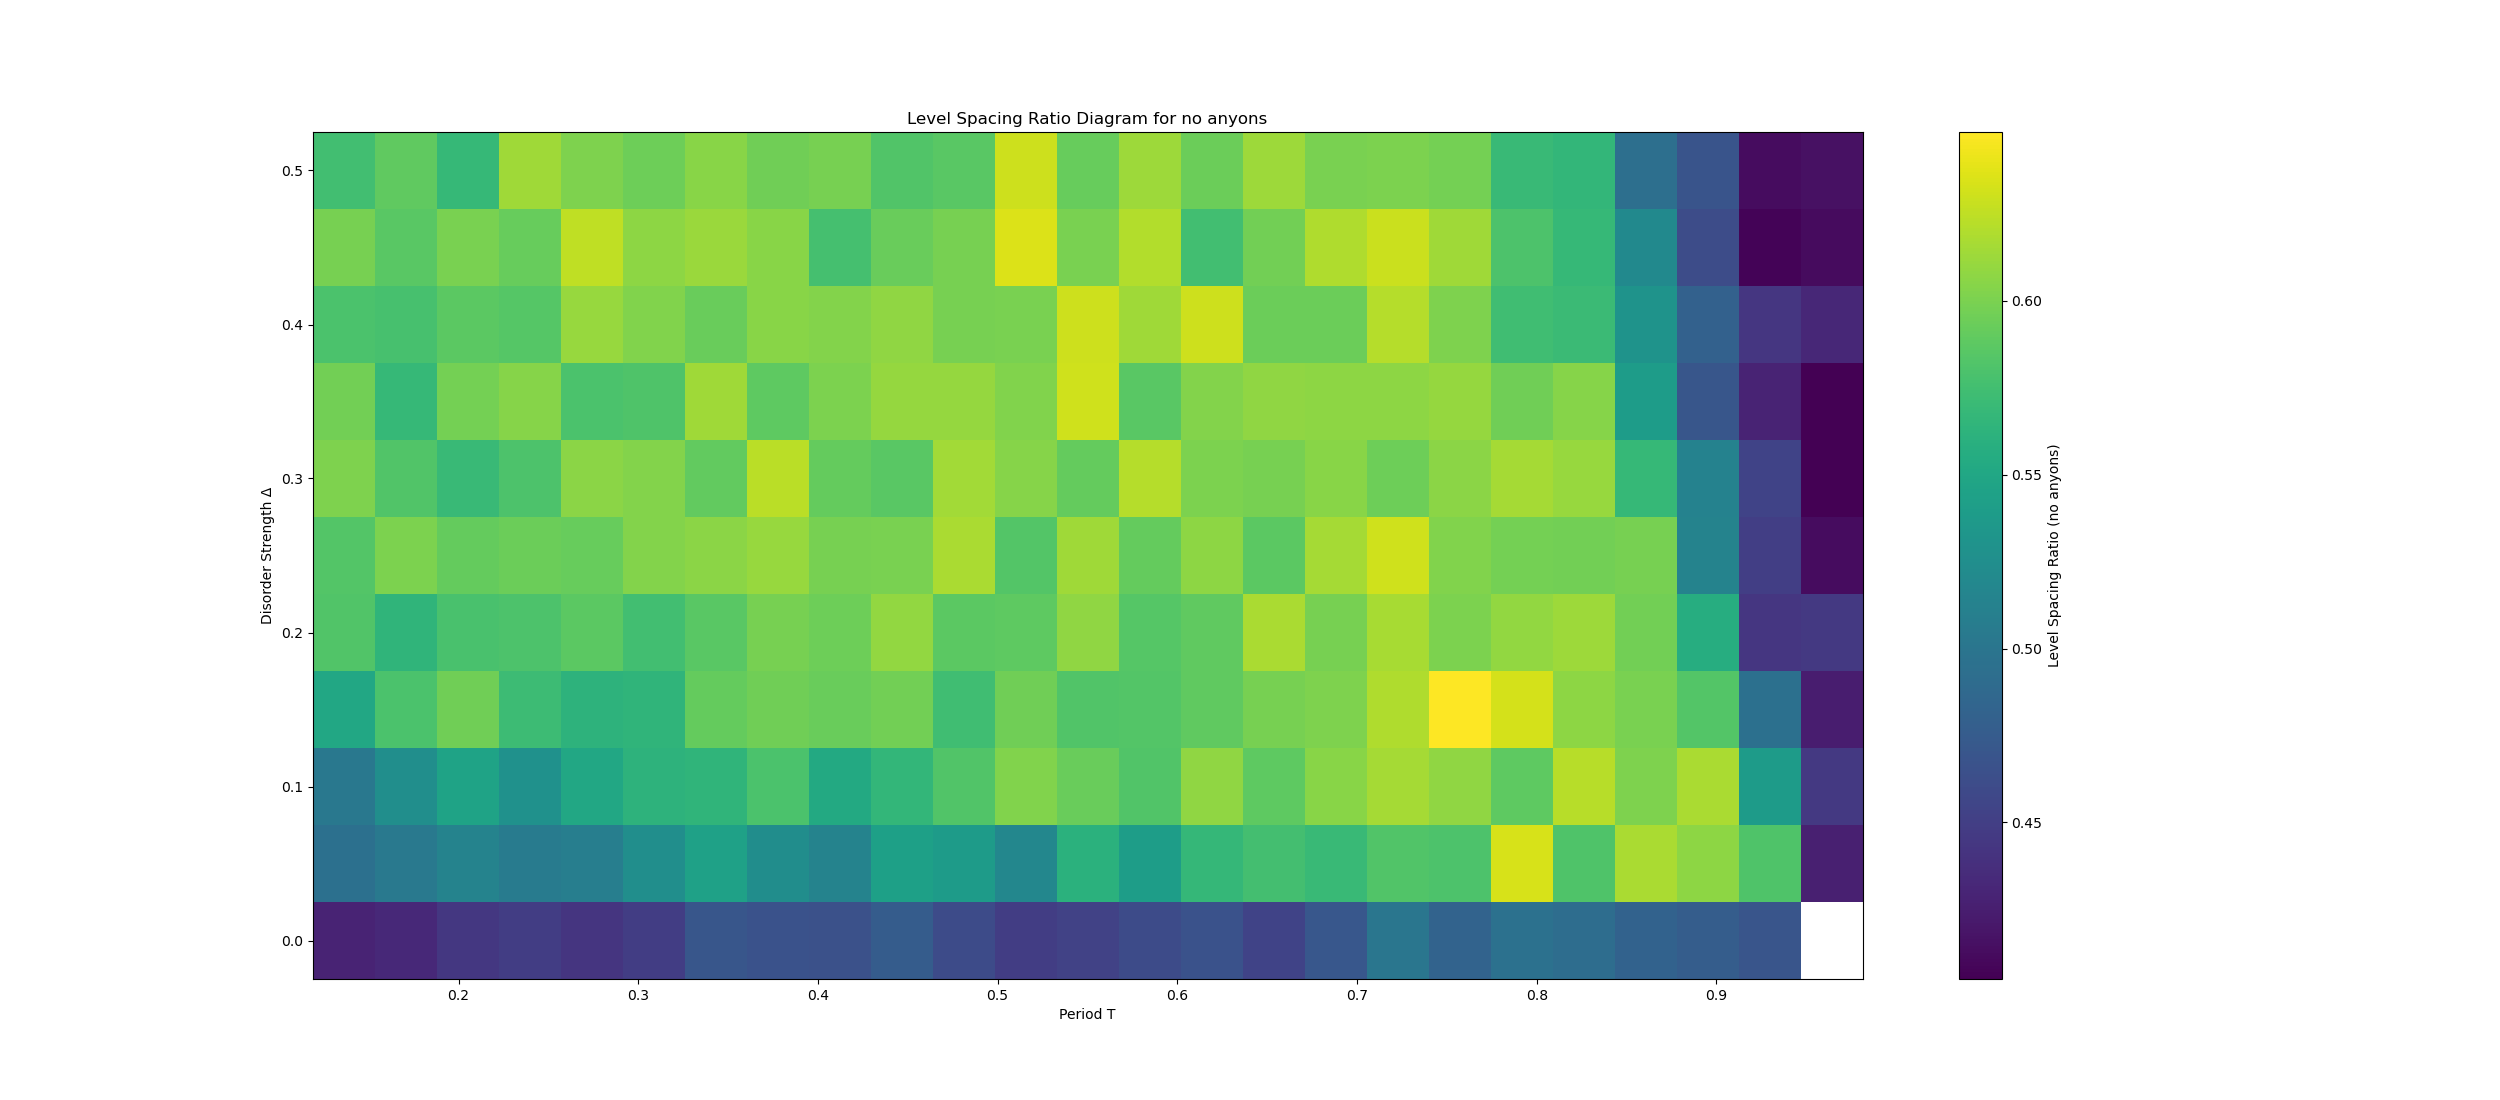 Level Spacing Ratio Diagram for no anyons
0.5
0.4
0.3
0.2
0.1
0.0
Disorder Strength Δ
0.2 0.3 0.4 0.5 0.6 0.7 0.8 0.9
Period T
0.60
0.55
0.50
0.45
Level Spacing Ratio (no anyons)